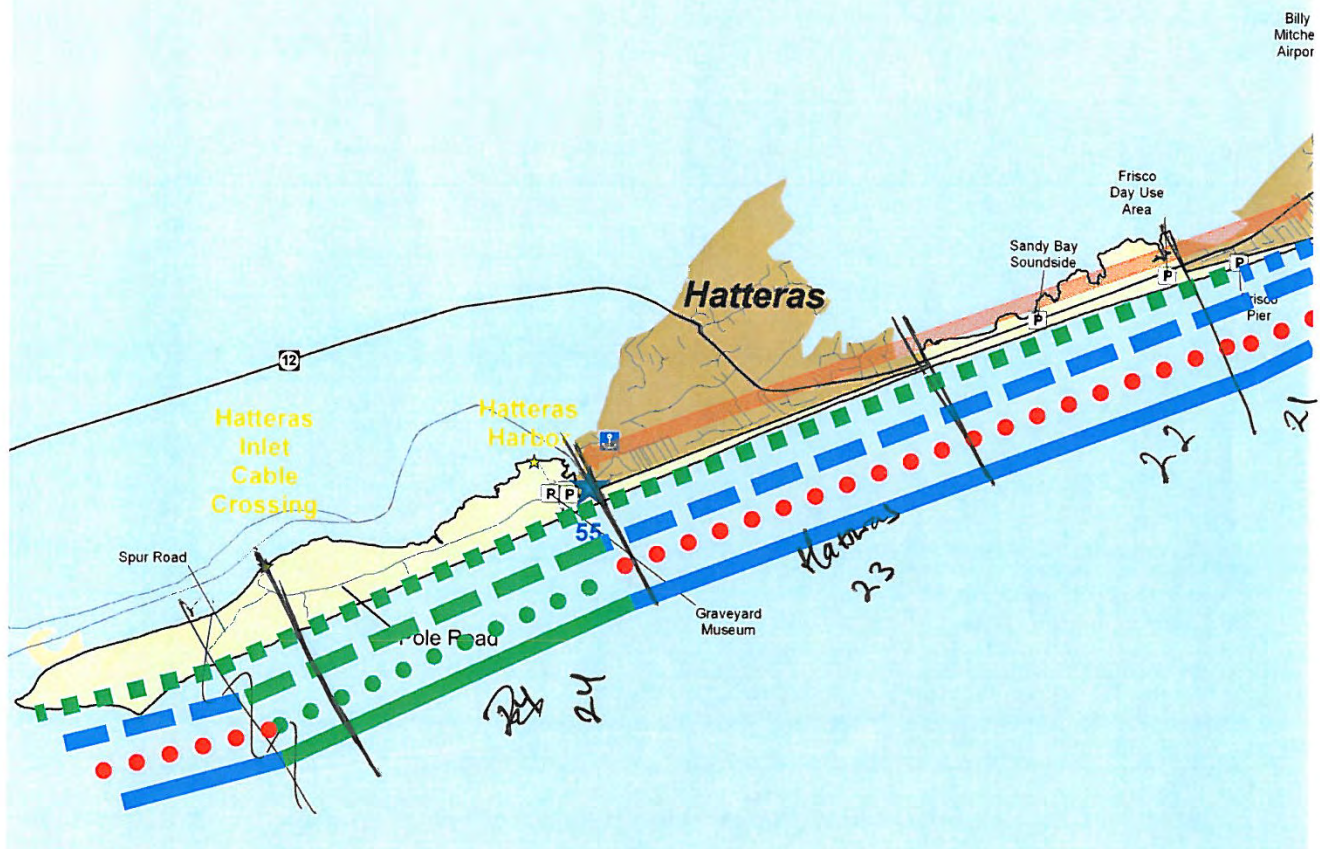 Billy
Mitche
Airpor
Frisco
Day Use
Area
Sandy Bay
Soundside
P
P
P
Frisco
Pier
Hatteras
12
Hatteras
Inlet
Cable
Crossing
Hatteras
Harbor
P
P
55
Spur Road
Pole Road
Graveyard
Museum
24
Hatteras
23
22
21